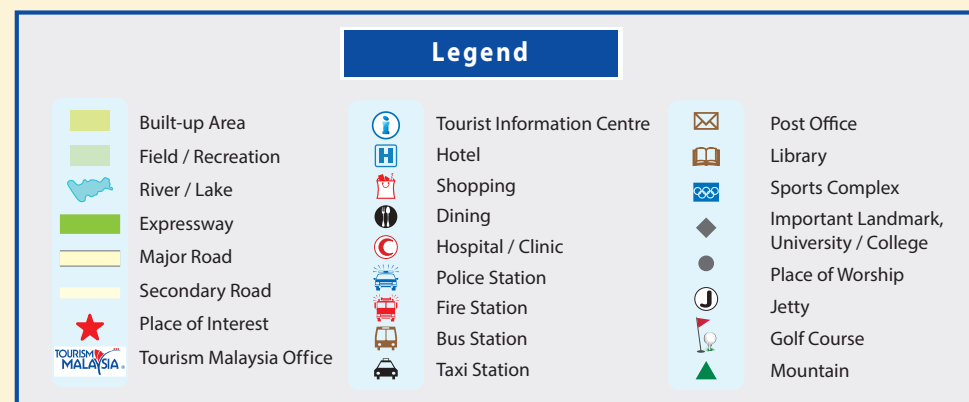 Legend
Built-up Area
Field / Recreation
River / Lake
Expressway
Major Road
Secondary Road
Place of Interest
TOURISM
MALAYSIA
Tourism Malaysia Office
i
Tourist Information Centre
H
Hotel
Shopping
Dining
Hospital / Clinic
Police Station
Fire Station
Bus Station
Taxi Station
Post Office
Library
Sports Complex
Important Landmark,
University / College
Place of Worship
J
Jetty
Golf Course
Mountain